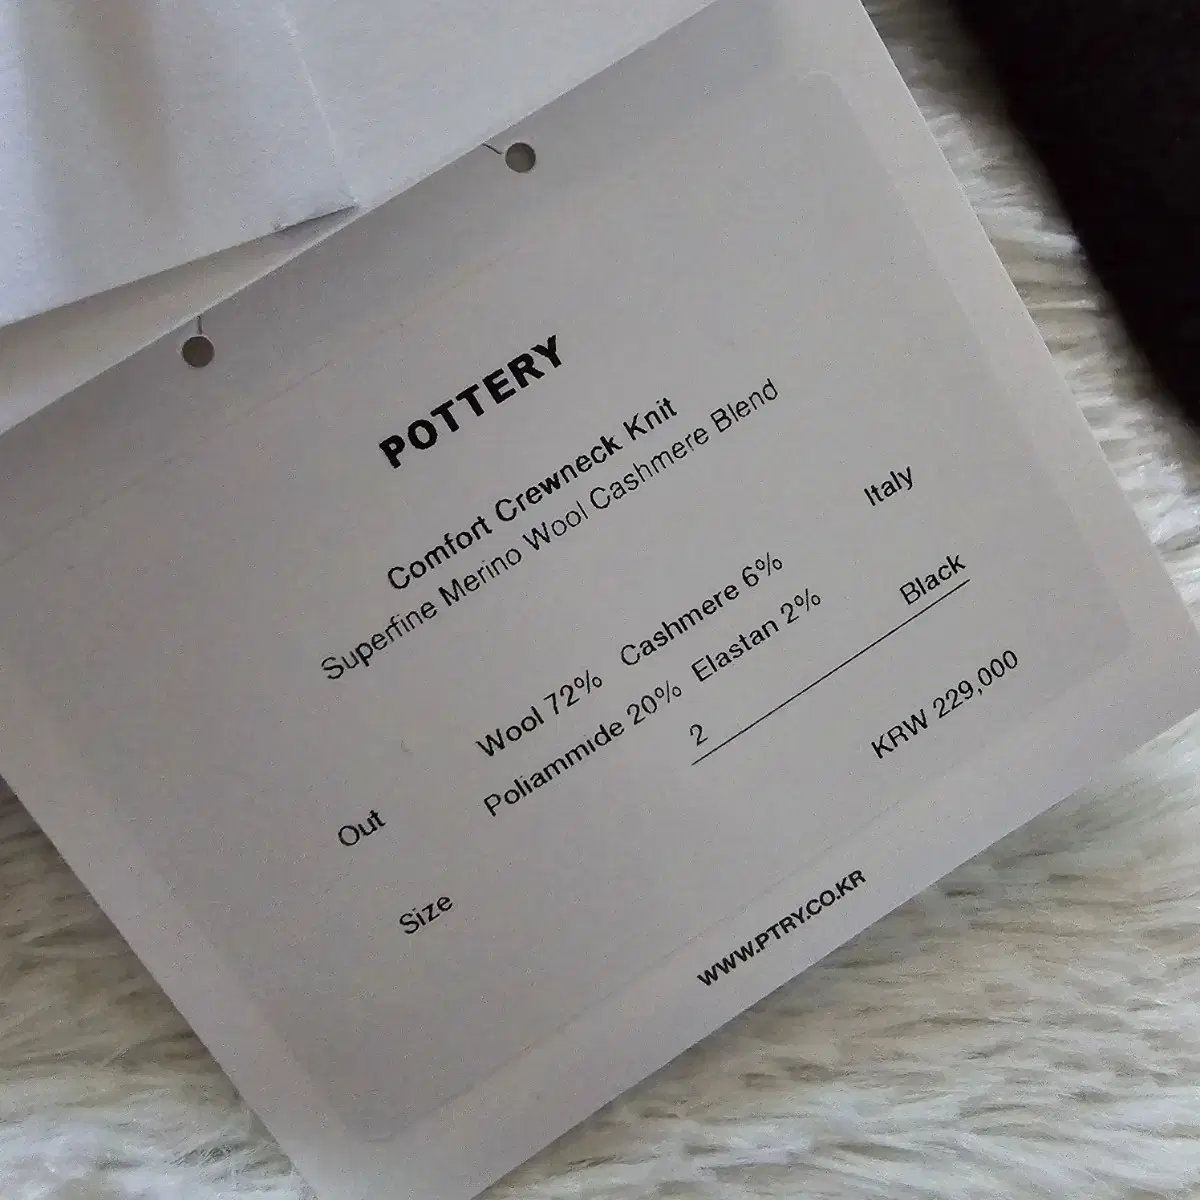 POTTERY
Comfort Crewneck Knit
Superfine Merino Wool Cashmere Blend
Out Wool 72% Cashmere 6% Italy
Poliammide 20% Elastan 2%
Size 2 Black
KRW 229,000
WWW.PTRY.CO.KR